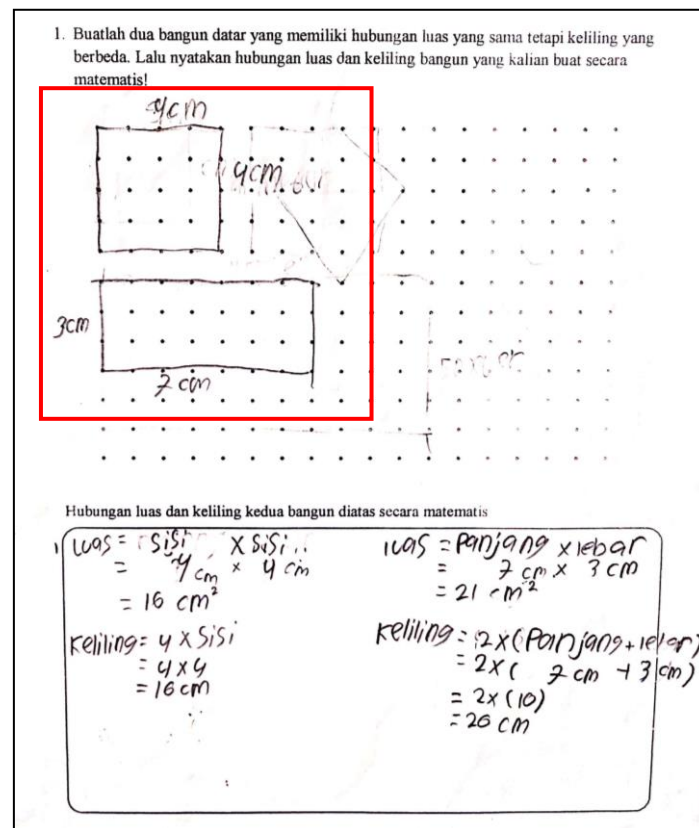 1. Buatlah dua bangun datar yang memiliki hubungan luas yang sama tetapi keliling yang
berbeda. Lalu nyatakan hubungan luas dan keliling bangun yang kalian buat secara
matematis!
4cm
4cm
3cm
7 cm
Hubungan luas dan keliling kedua bangun diatas secara matematis
luas = sisi x sisi
= 4 cm x 4 cm
= 16 cm²
Keliling = 4 x sisi
= 4 x 4
= 16 cm
luas = Panjang x lebar
= 7 cm x 3 cm
= 21 cm²
Keliling = 2x (Panjang + lebar)
= 2x ( 7 cm + 3 cm)
= 2x (10)
= 20 cm